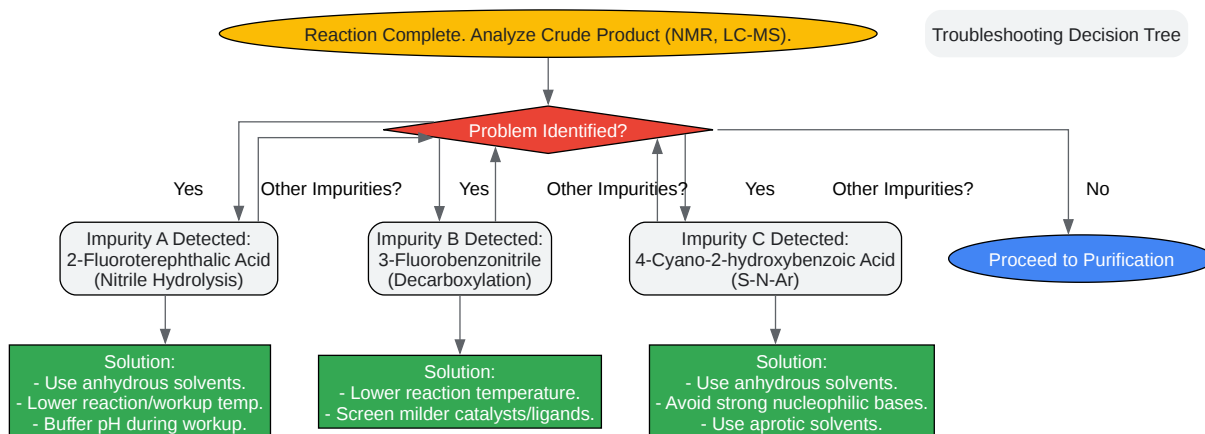 Reaction Complete. Analyze Crude Product (NMR, LC-MS).
Troubleshooting Decision Tree
Problem Identified?
Yes
Other Impurities?
Yes
Other Impurities?
Yes
Other Impurities?
No
Impurity A Detected:
2-Fluoroterephthalic Acid
(Nitrile Hydrolysis)
Impurity B Detected:
3-Fluorobenzonitrile
(Decarboxylation)
Impurity C Detected:
4-Cyano-2-hydroxybenzoic Acid
(S-N-Ar)
Proceed to Purification
Solution:
- Use anhydrous solvents.
- Lower reaction/workup temp.
- Buffer pH during workup.
Solution:
- Lower reaction temperature.
- Screen milder catalysts/ligands.
Solution:
- Use anhydrous solvents.
- Avoid strong nucleophilic bases.
- Use aprotic solvents.